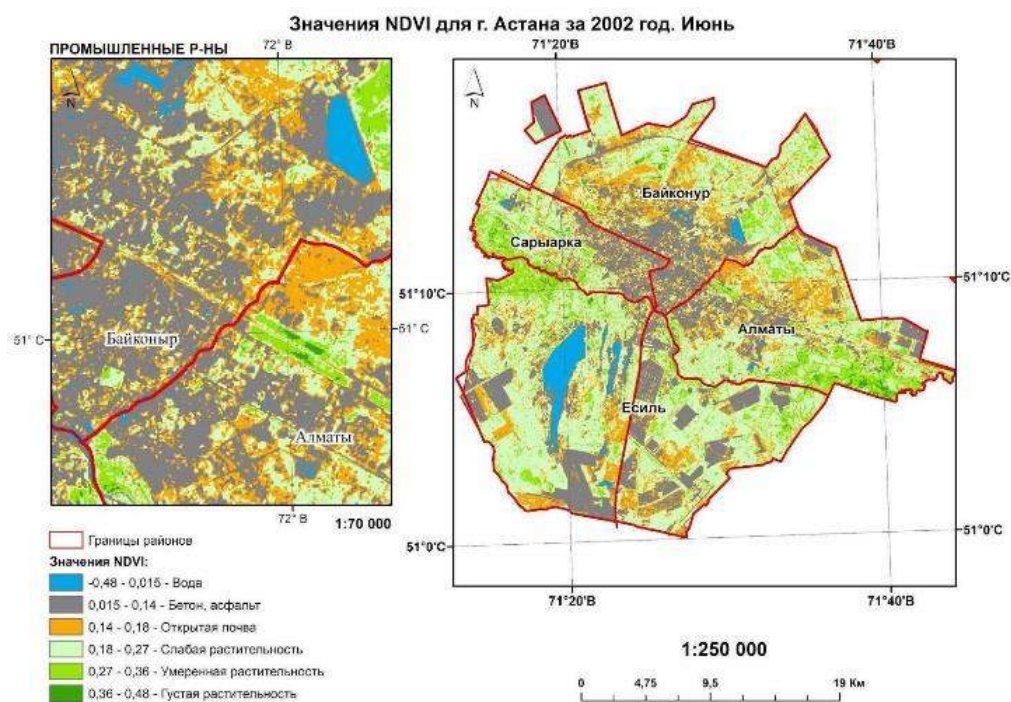 Значения NDVI для г. Астана за 2002 год. Июнь
ПРОМЫШЛЕННЫЕ Р-НЫ
72° В
71°20'В
71°40'В
N
N
Байконур
Сарыарка
51°10'С
51°10'С
51° С
51° С
Байконыр
Алматы
Алматы
Есиль
72° В
1:70 000
51°0'С
51°0'С
71°20'В
71°40'В
Границы районов
Значения NDVI:
-0,48 - 0,015 - Вода
0,015 - 0,14 - Бетон, асфальт
0,14 - 0,18 - Открытая почва
0,18 - 0,27 - Слабая растительность
0,27 - 0,36 - Умеренная растительность
0,36 - 0,48 - Густая растительность
1:250 000
0 4,75 9,5 19 Км